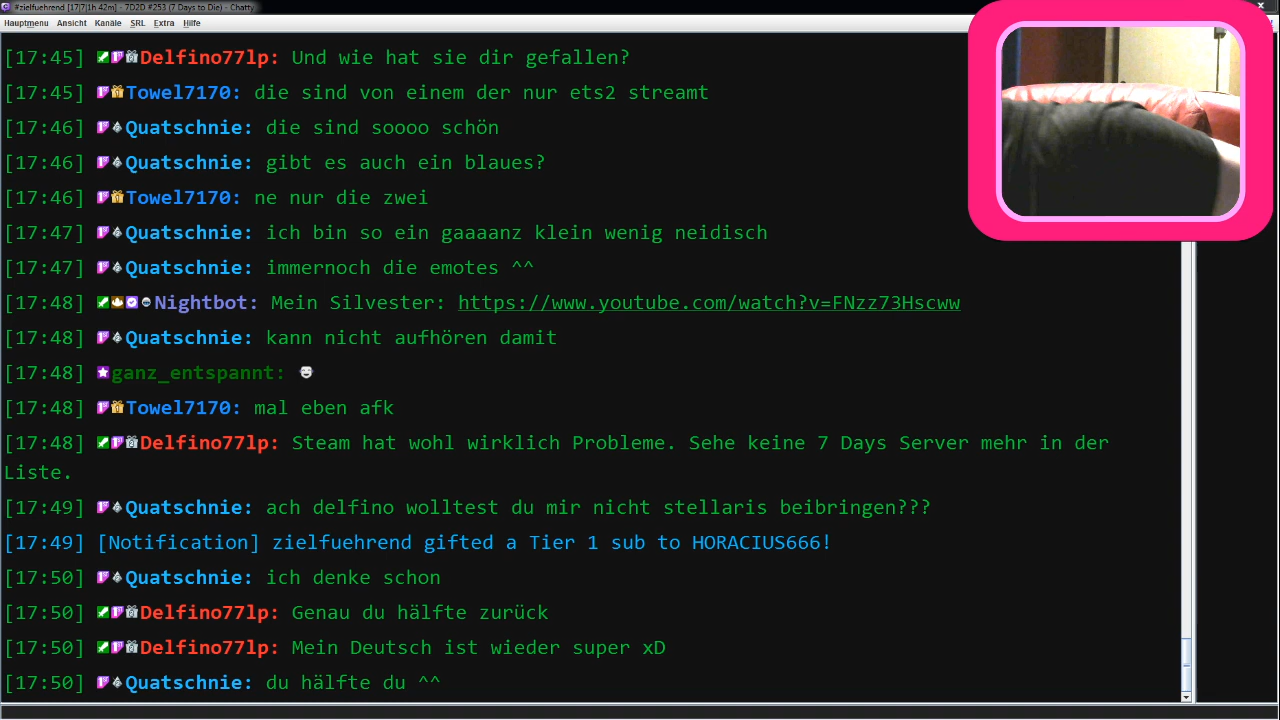 #zielfuehrend [17|7|1h 42m] - 7D2D #253 (7 Days to Die) - Chatty
Hauptmenu Ansicht Kanäle SRL Extra Hilfe
[17:45] Delfino77lp: Und wie hat sie dir gefallen?
[17:45] Towel7170: die sind von einem der nur ets2 streamt
[17:46] Quatschnie: die sind soooo schön
[17:46] Quatschnie: gibt es auch ein blaues?
[17:46] Towel7170: ne nur die zwei
[17:47] Quatschnie: ich bin so ein gaaaanz klein wenig neidisch
[17:47] Quatschnie: immernoch die emotes ^^
[17:48] Nightbot: Mein Silvester: https://www.youtube.com/watch?v=FNzz73Hscww
[17:48] Quatschnie: kann nicht aufhören damit
[17:48] ganz_entspannt:
[17:48] Towel7170: mal eben afk
[17:48] Delfino77lp: Steam hat wohl wirklich Probleme. Sehe keine 7 Days Server mehr in der
Liste.
[17:49] Quatschnie: ach delfino wolltest du mir nicht stellaris beibringen???
[17:49] [Notification] zielfuehrend gifted a Tier 1 sub to HORACIUS666!
[17:50] Quatschnie: ich denke schon
[17:50] Delfino77lp: Genau du hälfte zurück
[17:50] Delfino77lp: Mein Deutsch ist wieder super xD
[17:50] Quatschnie: du hälfte du ^^